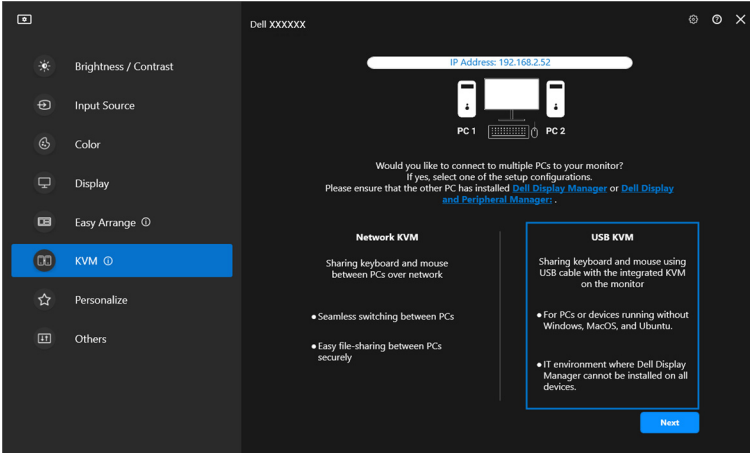 Dell XXXXXX
Brightness / Contrast
Input Source
Color
Display
Easy Arrange
KVM
Personalize
Others
IP Address: 192.168.2.52
PC 1
PC 2
Would you like to connect to multiple PCs to your monitor?
If yes, select one of the setup configurations.
Please ensure that the other PC has installed Dell Display Manager or Dell Display
and Peripheral Manager: .
Network KVM
Sharing keyboard and mouse
between PCs over network
● Seamless switching between PCs
● Easy file-sharing between PCs
securely
USB KVM
Sharing keyboard and mouse using
USB cable with the integrated KVM
on the monitor
● For PCs or devices running without
Windows, MacOS, and Ubuntu.
● IT environment where Dell Display
Manager cannot be installed on all
devices.
Next